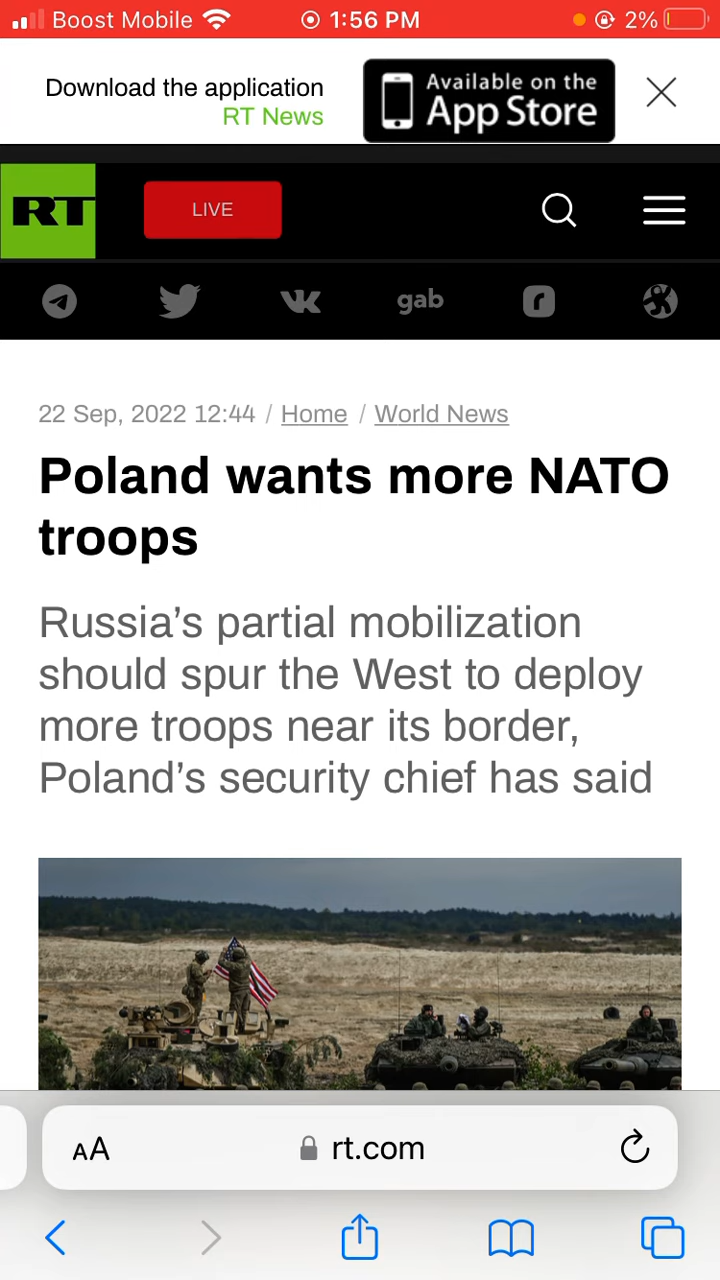 Boost Mobile 1:56 PM 2%
Download the application
RT News
Available on the
App Store
RT LIVE
gab
22 Sep, 2022 12:44 / Home / World News
Poland wants more NATO
troops
Russia’s partial mobilization
should spur the West to deploy
more troops near its border,
Poland’s security chief has said
AA rt.com